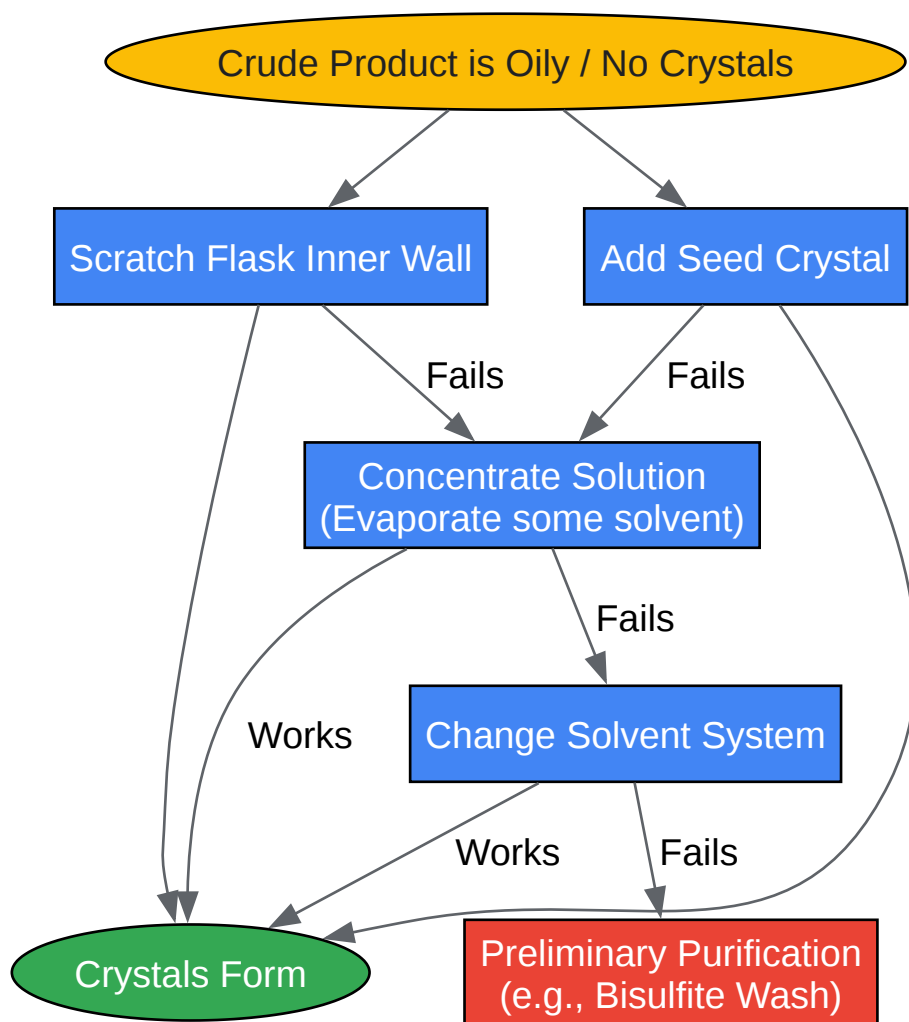 Crude Product is Oily / No Crystals
Scratch Flask Inner Wall
Add Seed Crystal
Fails
Fails
Concentrate Solution
(Evaporate some solvent)
Fails
Works
Change Solvent System
Works
Fails
Crystals Form
Preliminary Purification
(e.g., Bisulfite Wash)